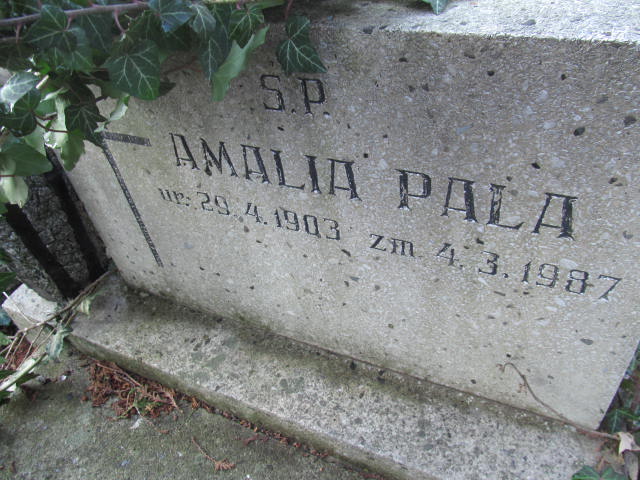 S.P.
AMALIA PALA
ur. 29.4.1903 zm 4.3.1987